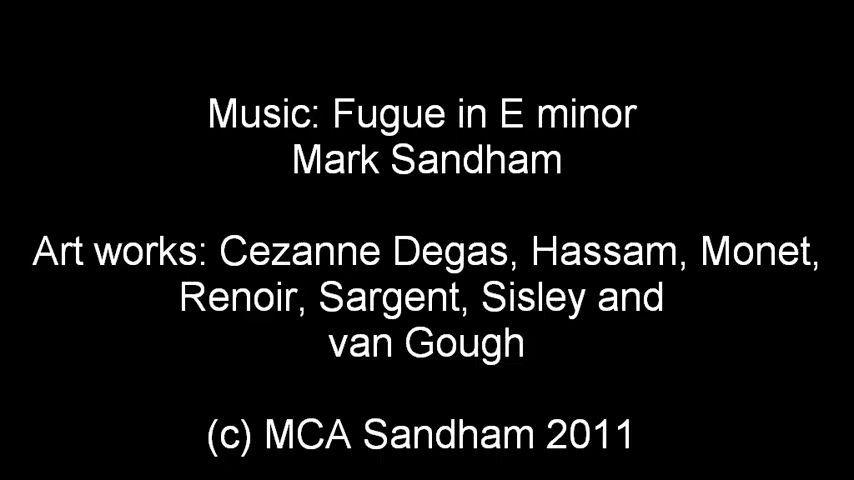 Music: Fugue in E minor
Mark Sandham
Art works: Cezanne Degas, Hassam, Monet,
Renoir, Sargent, Sisley and
van Gough
(c) MCA Sandham 2011